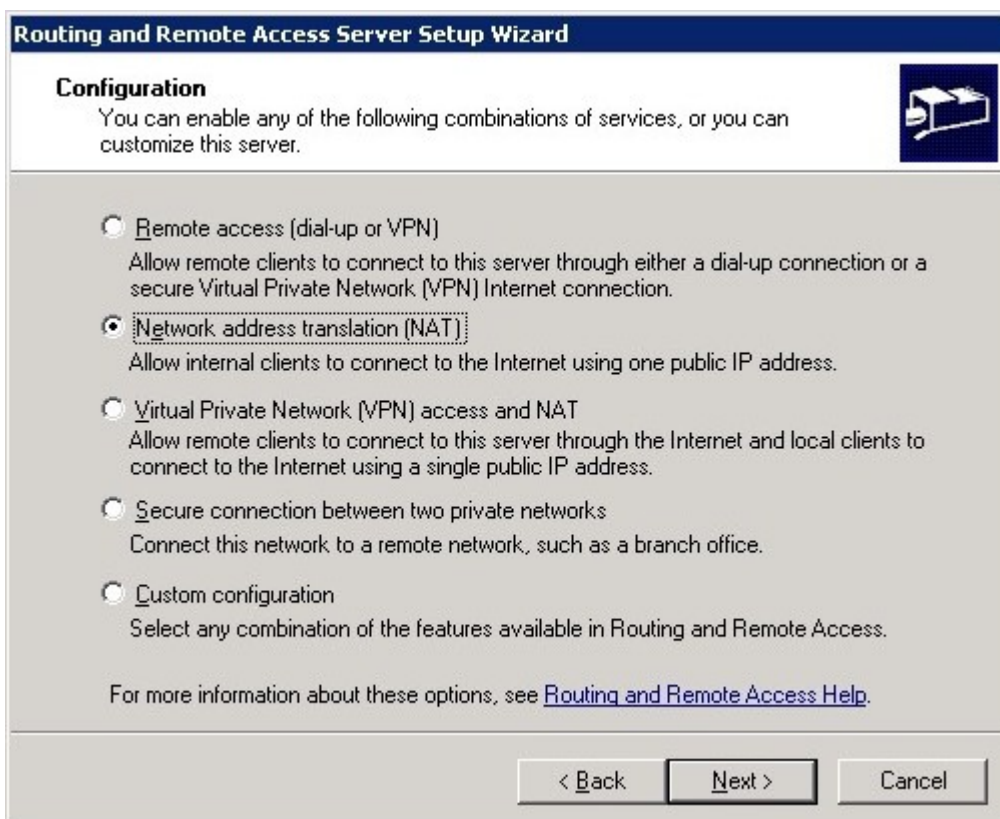 Routing and Remote Access Server Setup Wizard
Configuration
You can enable any of the following combinations of services, or you can
customize this server.
Remote access (dial-up or VPN)
Allow remote clients to connect to this server through either a dial-up connection or a
secure Virtual Private Network (VPN) Internet connection.
Network address translation (NAT)
Allow internal clients to connect to the Internet using one public IP address.
Virtual Private Network (VPN) access and NAT
Allow remote clients to connect to this server through the Internet and local clients to
connect to the Internet using a single public IP address.
Secure connection between two private networks
Connect this network to a remote network, such as a branch office.
Custom configuration
Select any combination of the features available in Routing and Remote Access.
For more information about these options, see Routing and Remote Access Help.
< Back Next > Cancel